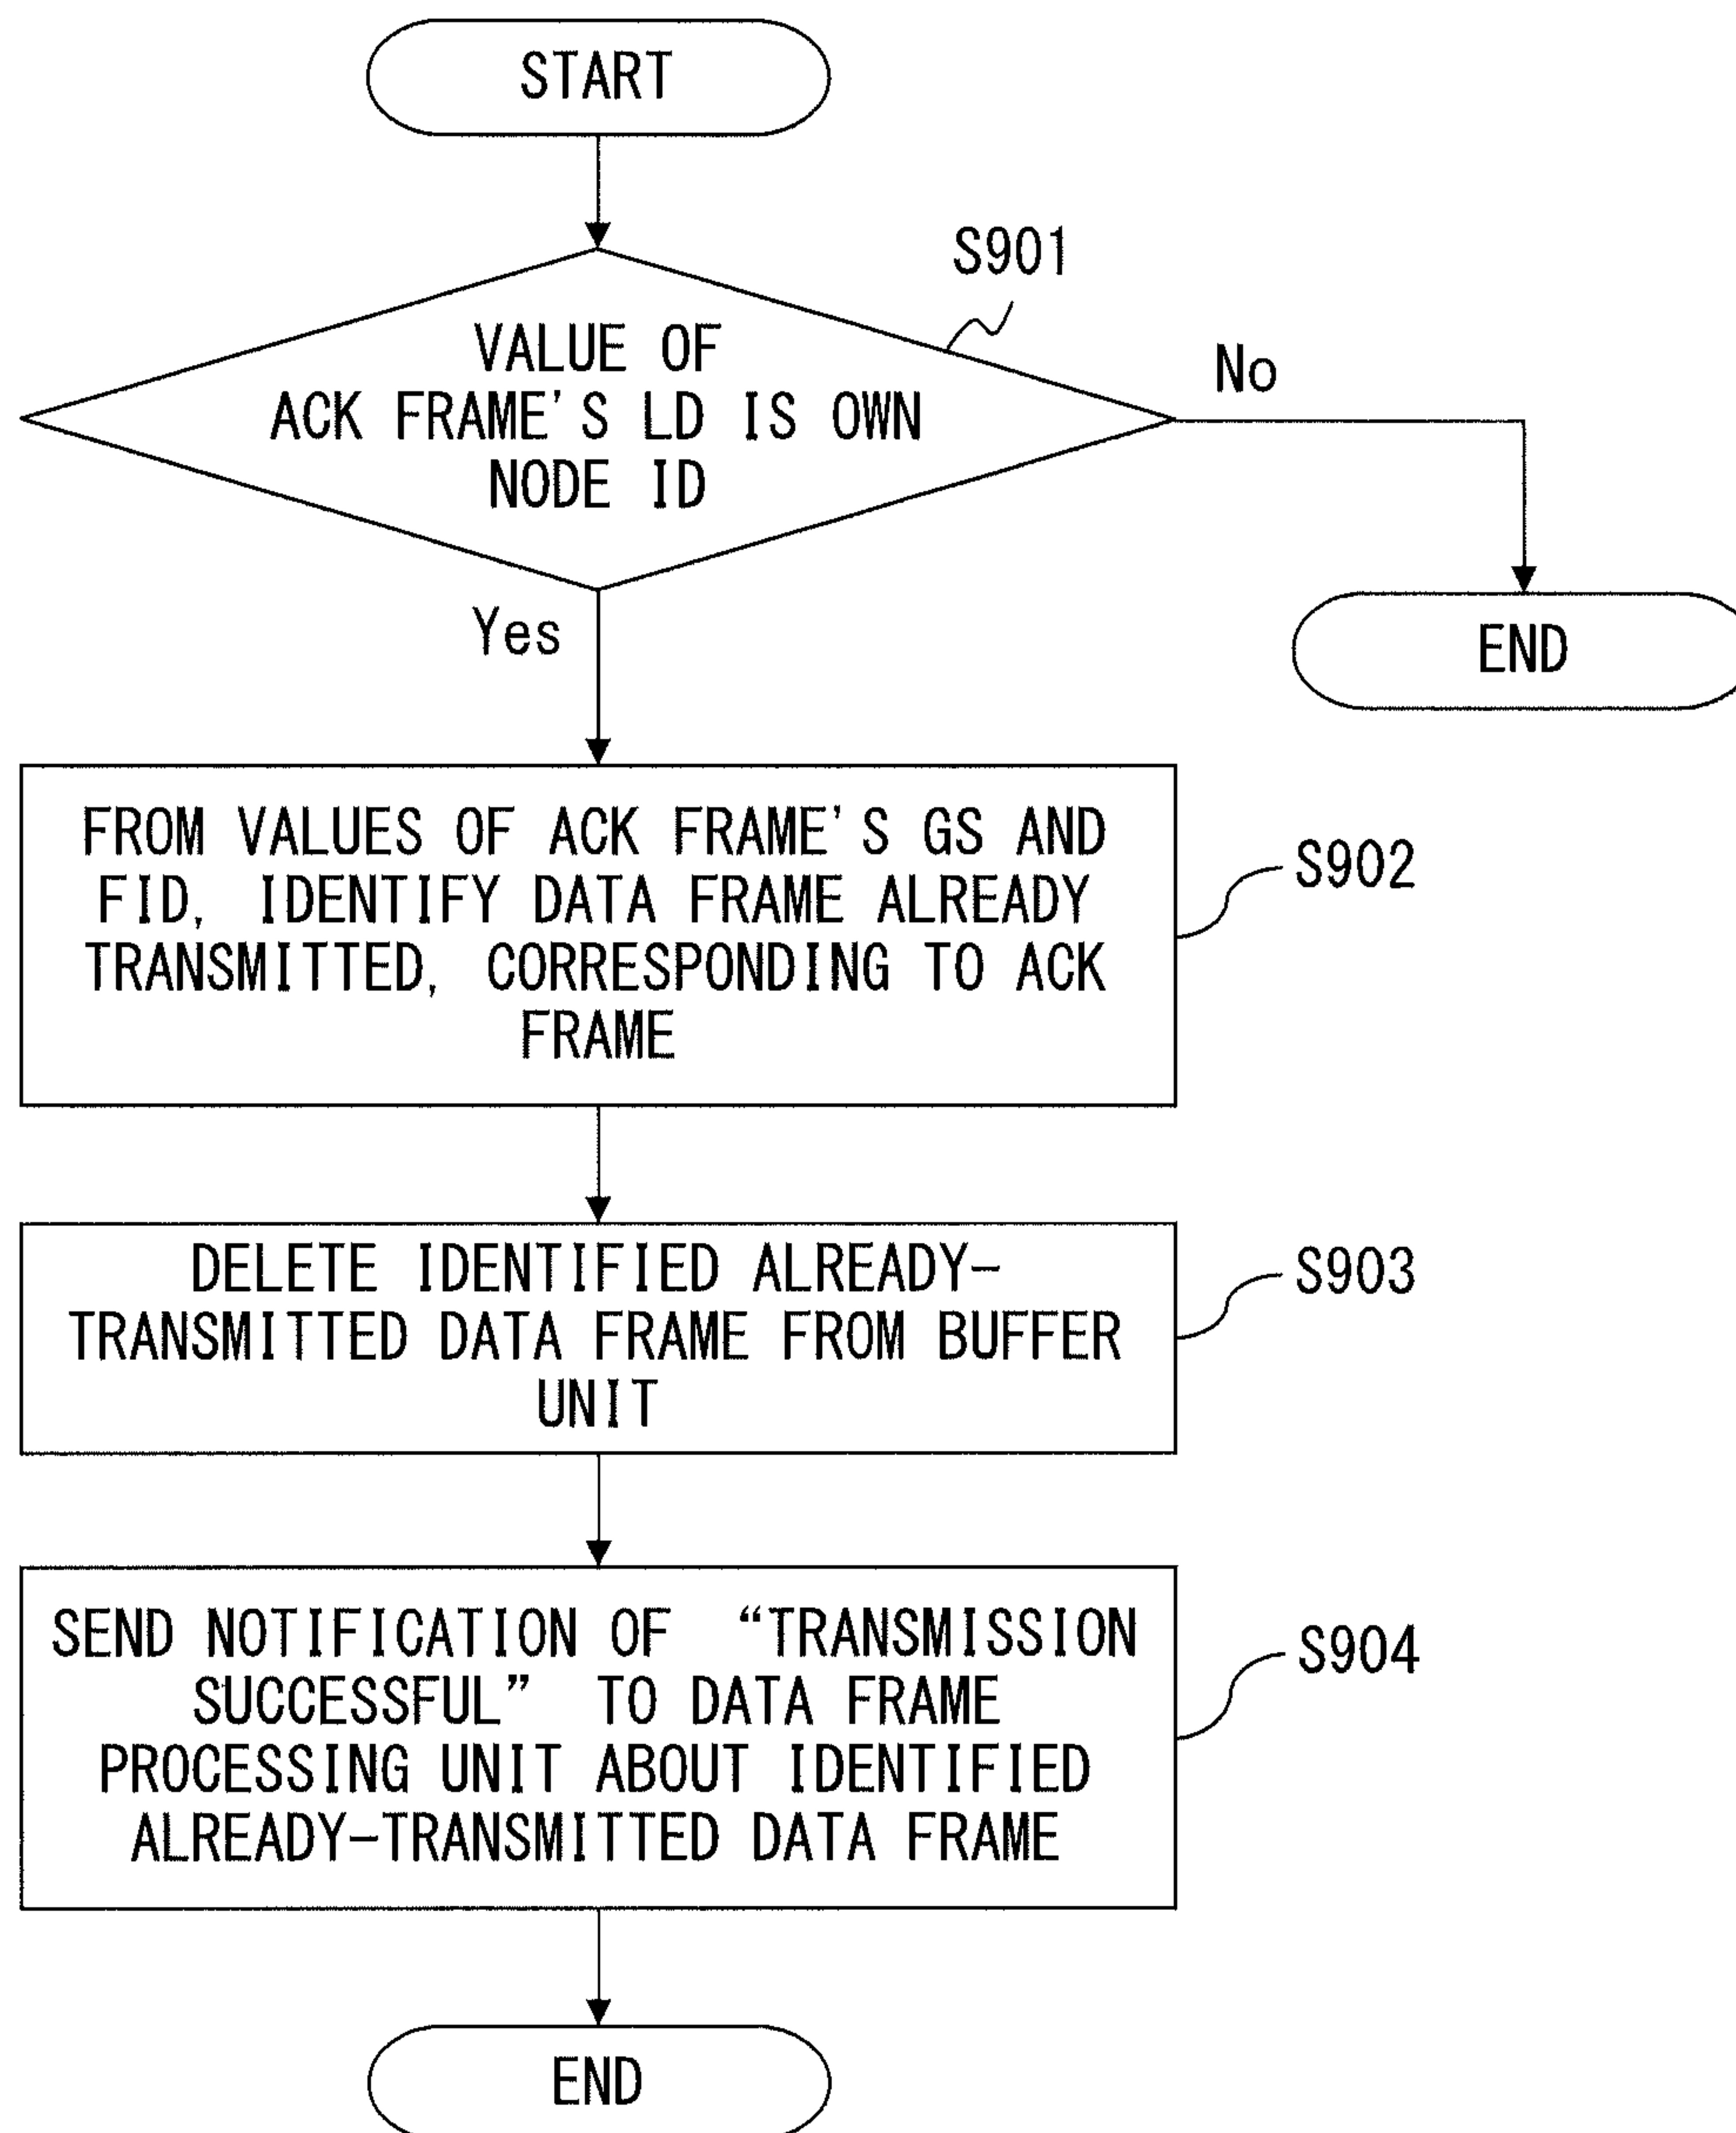 START
S901
VALUE OF
ACK FRAME'S LD IS OWN
NODE ID
No
Yes
END
FROM VALUES OF ACK FRAME'S GS AND
FID, IDENTIFY DATA FRAME ALREADY
TRANSMITTED, CORRESPONDING TO ACK
FRAME
S902
DELETE IDENTIFIED ALREADY-
TRANSMITTED DATA FRAME FROM BUFFER
UNIT
S903
SEND NOTIFICATION OF “TRANSMISSION
SUCCESSFUL” TO DATA FRAME
PROCESSING UNIT ABOUT IDENTIFIED
ALREADY-TRANSMITTED DATA FRAME
S904
END